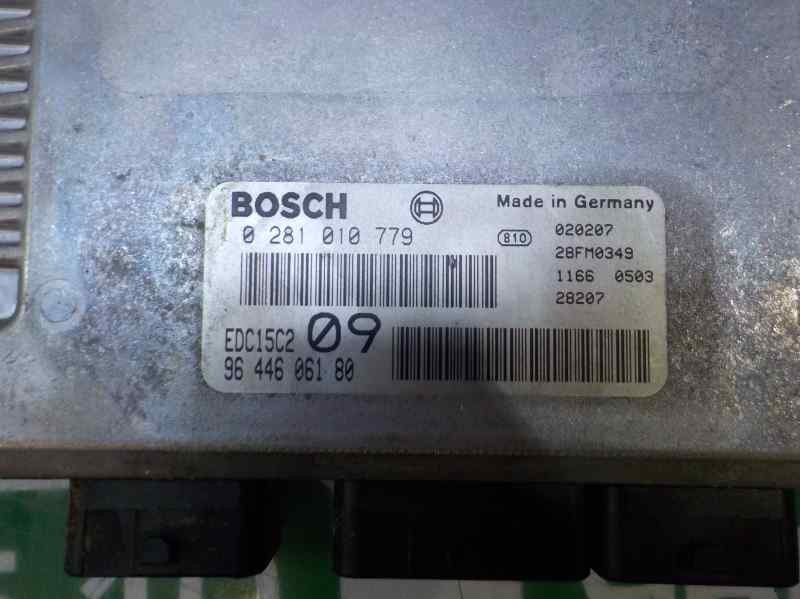 BOSCH
Made in Germany
0 281 010 779
810
020207
28FM0349
1166 0503
28207
EDC15C2 09
96 446 061 80